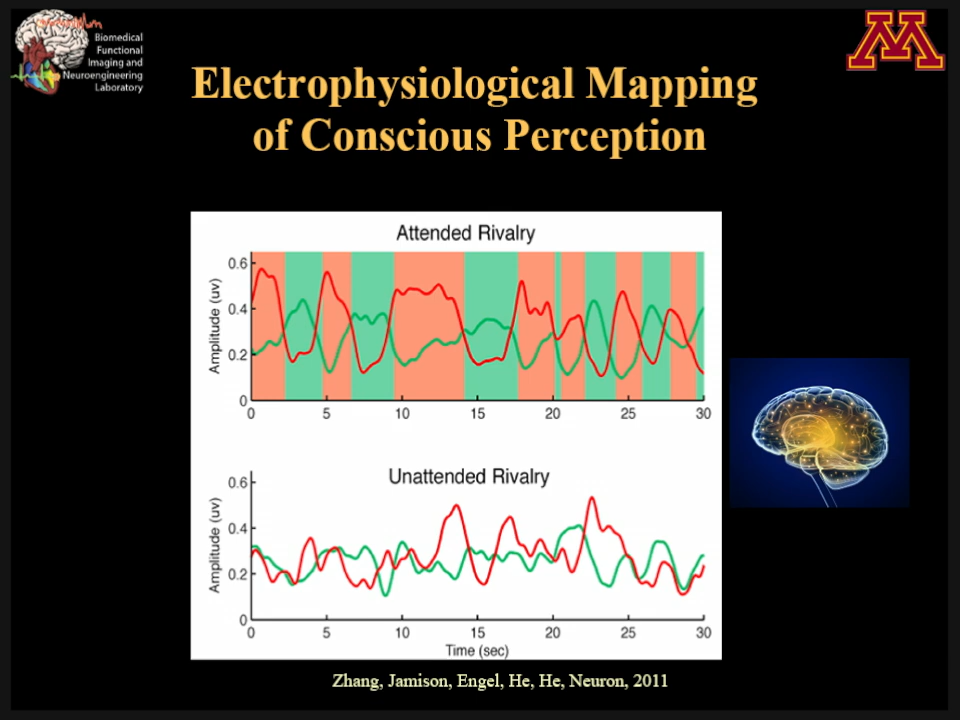 Biomedical
Functional
Imaging and
Neuroengineering
Laboratory
M
Electrophysiological Mapping
of Conscious Perception
Attended Rivalry
Amplitude (uv)
0.6
0.4
0.2
0
0 5 10 15 20 25 30
Unattended Rivalry
Amplitude (uv)
0.6
0.4
0.2
0
0 5 10 15 20 25 30
Time (sec)
Zhang, Jamison, Engel, He, He, Neuron, 2011